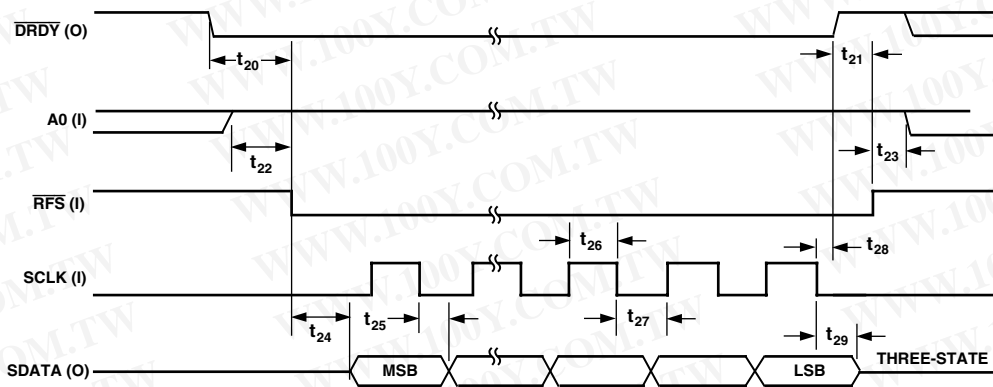 DRDY (O)
t20
t21
A0 (I)
t22
t23
RFS (I)
t26
t28
SCLK (I)
t24
t25
t27
t29
SDATA (O)
MSB
LSB
THREE-STATE
WWW.100Y.COM.TW